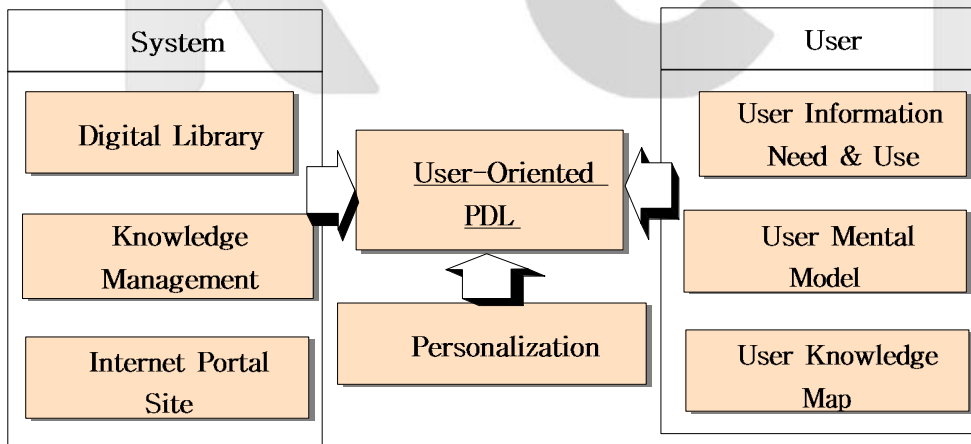 System
Digital Library
Knowledge
Management
Internet Portal
Site
User-Oriented
PDL
Personalization
User
User Information
Need & Use
User Mental
Model
User Knowledge
Map